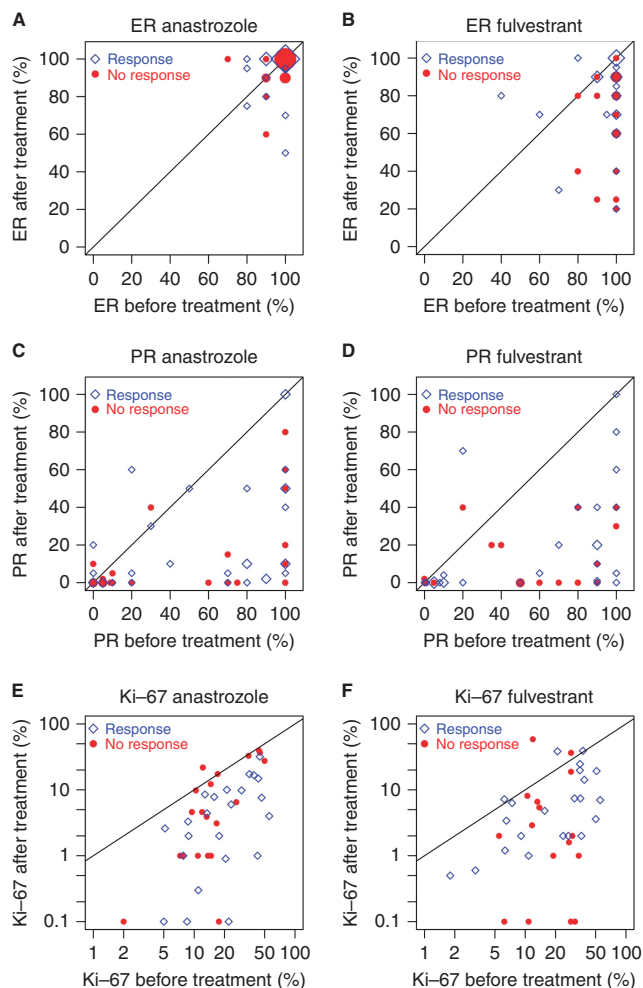 A
ER anastrozole
Response
No response
100
80
60
40
20
0
ER after treatment (%)
0 20 40 60 80 100
ER before treatment (%)
B
ER fulvestrant
Response
No response
100
80
60
40
20
0
ER after treatment (%)
0 20 40 60 80 100
ER before treatment (%)
C
PR anastrozole
Response
No response
100
80
60
40
20
0
PR after treatment (%)
0 20 40 60 80 100
PR before treatment (%)
D
PR fulvestrant
Response
No response
100
80
60
40
20
0
PR after treatment (%)
0 20 40 60 80 100
PR before treatment (%)
E
Ki–67 anastrozole
Response
No response
100
10
1
0.1
Ki–67 after treatment (%)
1 2 5 10 20 50 100
Ki–67 before treatment (%)
F
Ki–67 fulvestrant
Response
No response
100
10
1
0.1
Ki–67 after treatment (%)
1 2 5 10 20 50 100
Ki–67 before treatment (%)